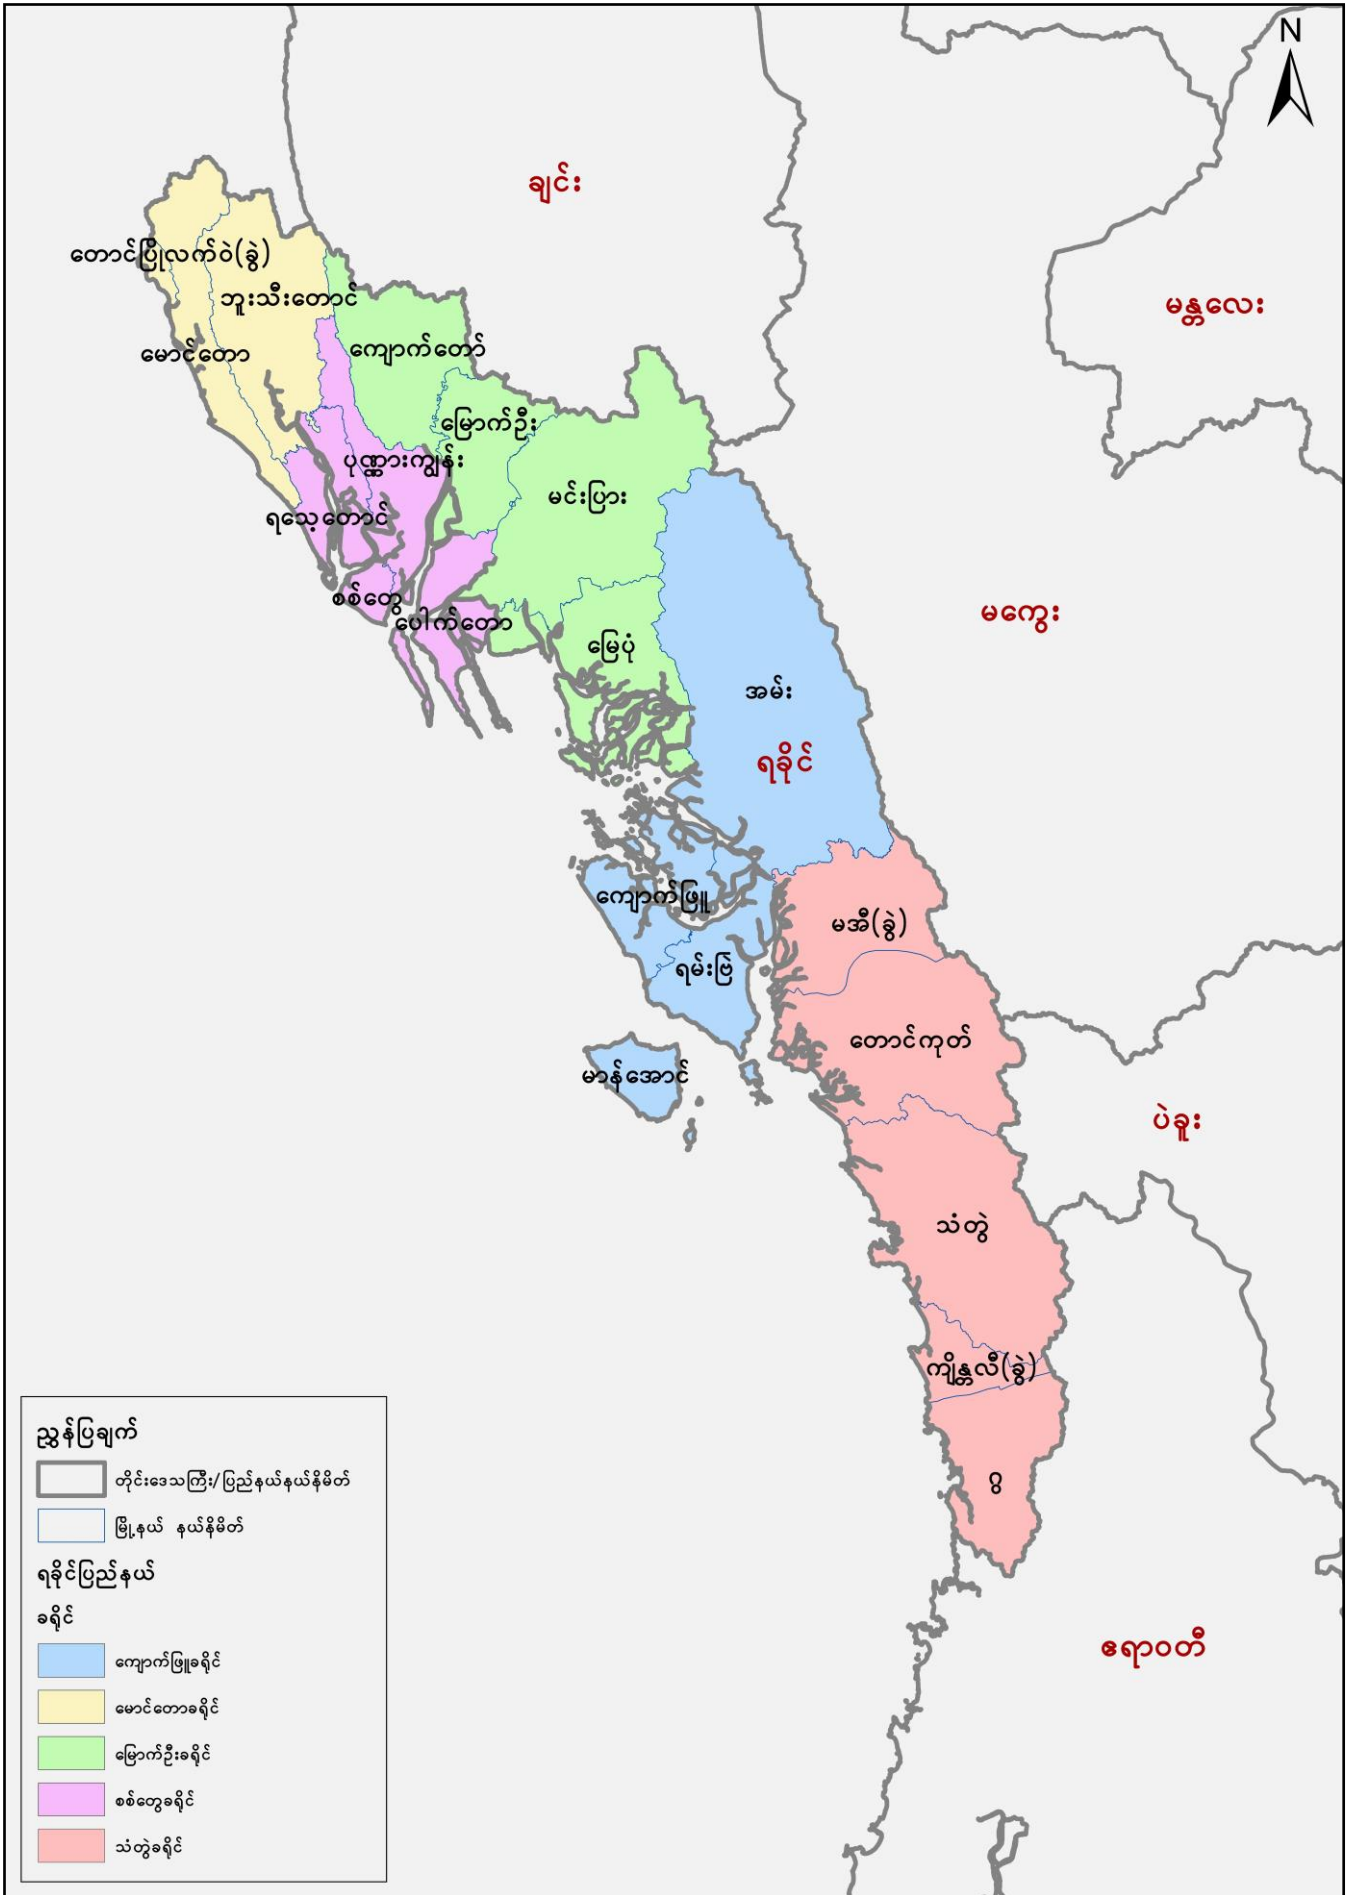 N
ချင်း
တောင်ပြိုလက်ဝဲ(ခွဲ)
ဘူးသီးတောင်
မန္တလေး
မောင်တော
ကျောက်တော်
မြောက်ဦး
ပုဏ္ဏားကျွန်း
မင်းပြား
ရသေ့တောင်
စစ်တွေ
မကွေး
ပေါက်တော
မြေပုံ
အမ်း
ရခိုင်
ကျောက်ဖြူ
မအီ(ခွဲ)
ရမ်းဗြဲ
တောင်ကုတ်
မာန်အောင်
ပဲခူး
သံတွဲ
ကျိန္တလီ(ခွဲ)
ဂွ
ဧရာဝတီ
ညွှန်ပြချက်
တိုင်းဒေသကြီး/ပြည်နယ်နယ်နိမိတ်
မြို့နယ် နယ်နိမိတ်
ရခိုင်ပြည်နယ်
ခရိုင်
ကျောက်ဖြူခရိုင်
မောင်တောခရိုင်
မြောက်ဦးခရိုင်
စစ်တွေခရိုင်
သံတွဲခရိုင်